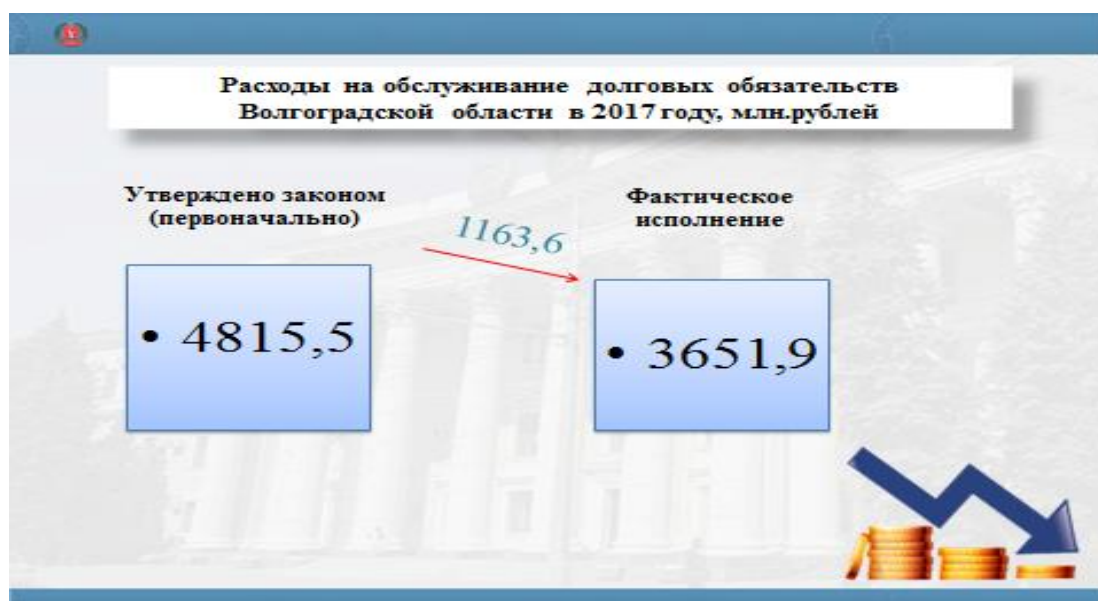 Расходы на обслуживание долговых обязательств
Волгоградской области в 2017 году, млн.рублей
Утверждено законом
(первоначально)
1163,6
Фактическое
исполнение
• 4815,5
• 3651,9